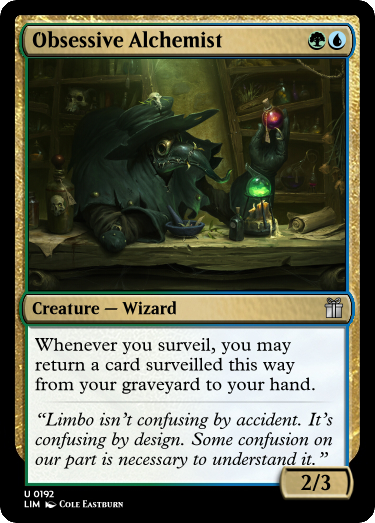 Obsessive Alchemist
Creature — Wizard
Whenever you surveil, you may
return a card surveilled this way
from your graveyard to your hand.
“Limbo isn’t confusing by accident. It’s
confusing by design. Some confusion on
our part is necessary to understand it.”
2/3
U 0192
LIM Cole Eastburn